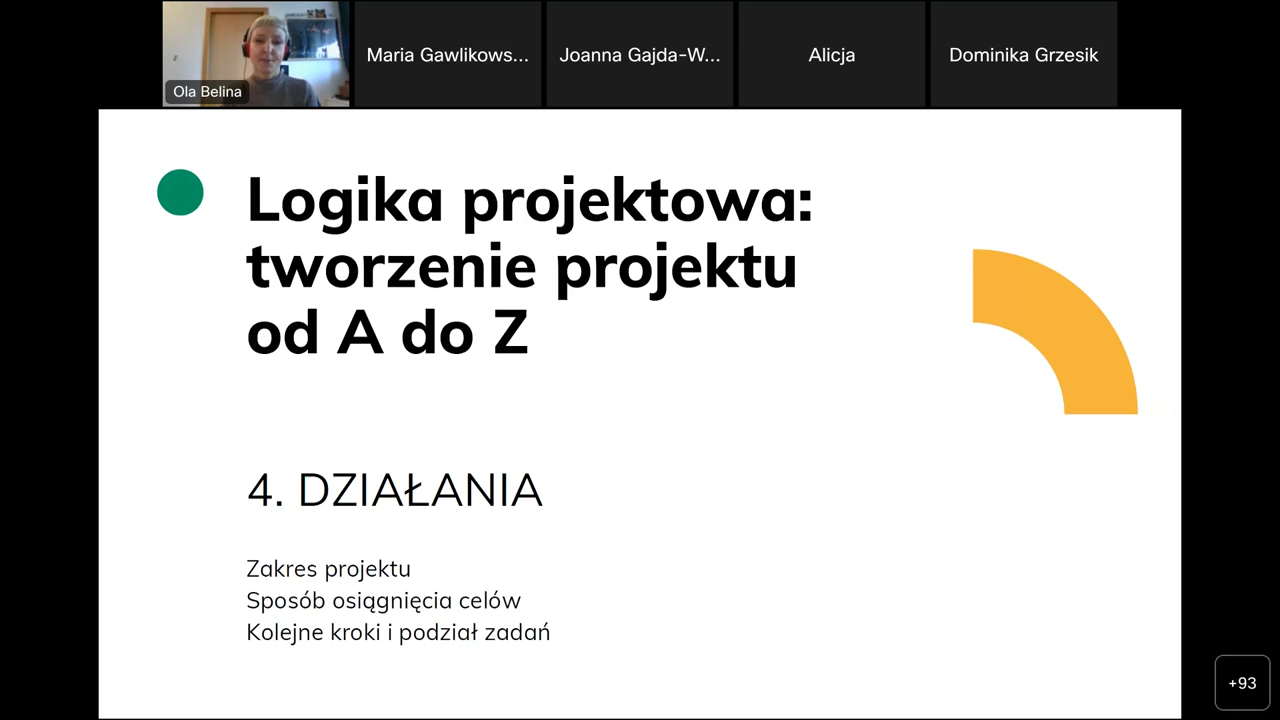 Ola Belina
Maria Gawlikows...
Joanna Gajda-W...
Alicja
Dominika Grzesik
Logika projektowa:
tworzenie projektu
od A do Z
4. DZIAŁANIA
Zakres projektu
Sposób osiągnięcia celów
Kolejne kroki i podział zadań
+93